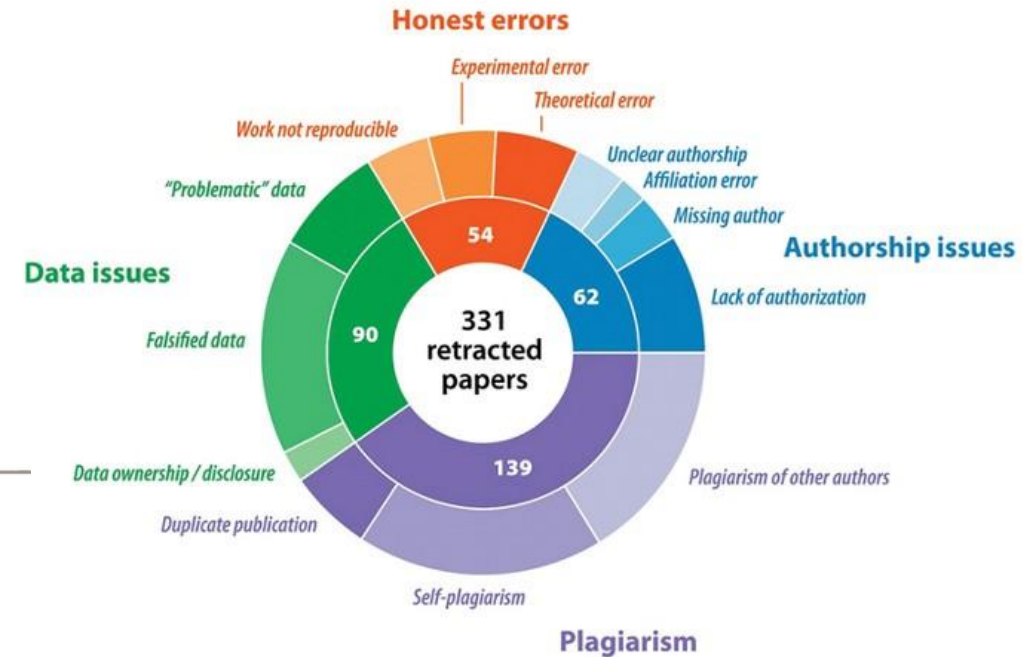 Honest errors
Experimental error
Theoretical error
Work not reproducible
Unclear authorship
"Problematic" data
Affiliation error
Missing author
54
Authorship issues
Data issues
62
Lack of authorization
331
retracted
papers
90
Falsified data
139
Data ownership / disclosure
Plagiarism of other authors
Duplicate publication
Self-plagiarism
Plagiarism